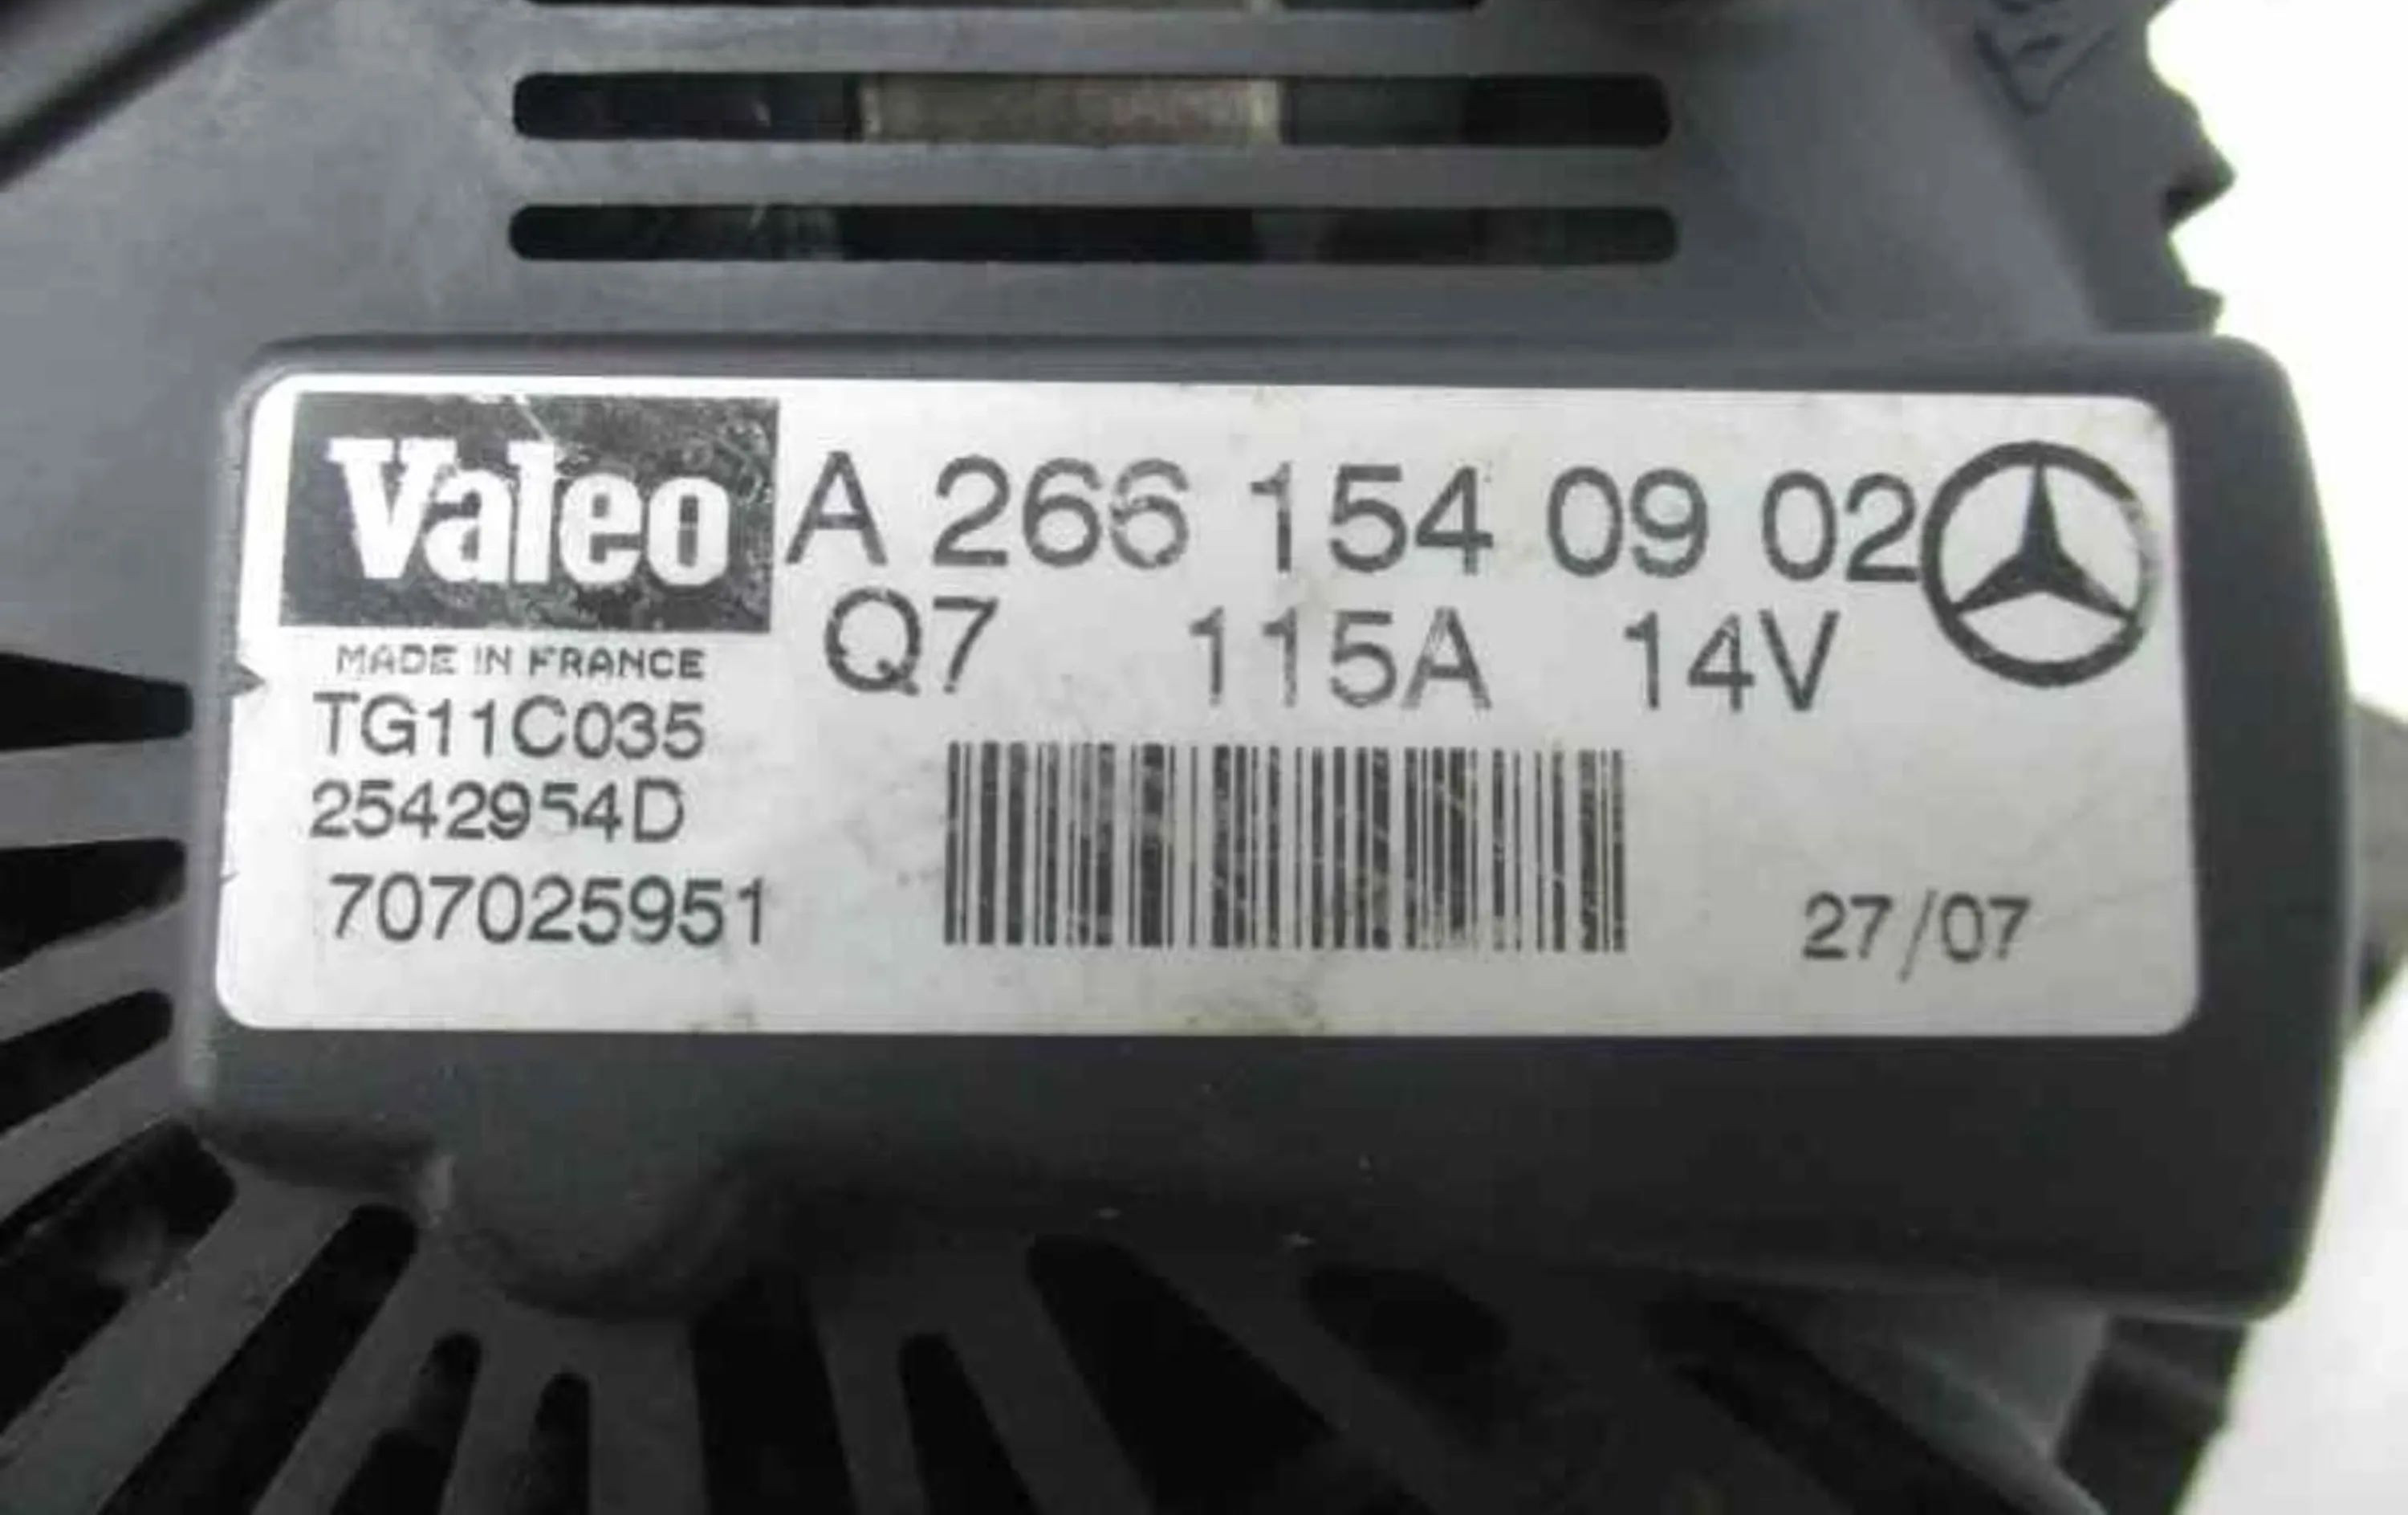 Valeo
A 266 154 09 02
Q7 115A 14V
MADE IN FRANCE
TG11C035
2542954D
707025951
27/07